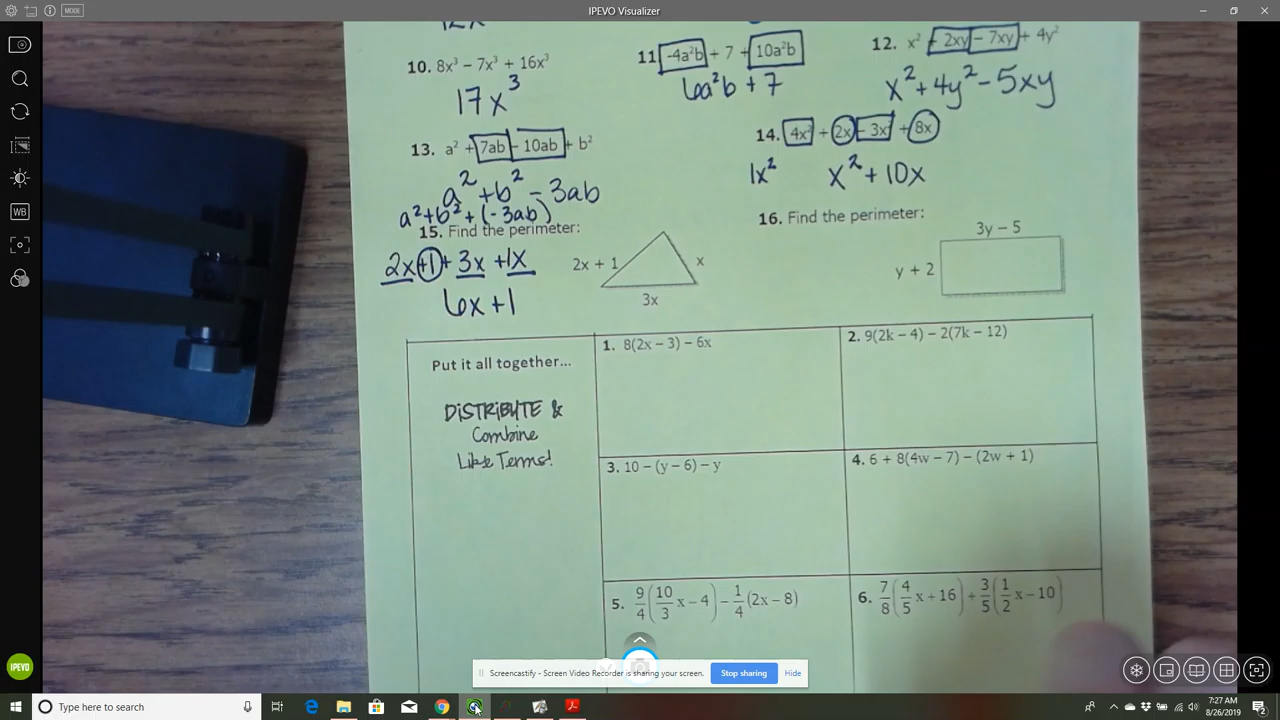 IPEVO Visualizer
10. 8x³ − 7x³ + 16x³
17x³
11 -4a²b + 7 + 10a²b
6a²b + 7
12. x² + 2xy − 7xy + 4y²
x² + 4y² − 5xy
13. a² + 7ab − 10ab + b²
a² + b² − 3ab
a² + b² + (−3ab)
14. 4x² + 2x − 3x² + 8x
1x² x² + 10x
15. Find the perimeter:
2x + 1 + 3x + 1x
6x + 1
2x + 1
x
3x
16. Find the perimeter:
3y − 5
y + 2
Put it all together...
DISTRIBUTE &
Combine
Like Terms!
1. 8(2x − 3) − 6x
2. 9(2k − 4) − 2(7k − 12)
3. 10 − (y − 6) − y
4. 6 + 8(4w − 7) − (2w + 1)
5. 9/4(10/3 x − 4) − 1/4(2x − 8)
6. 7/8(4/5 x + 16) + 3/5(1/2 x − 10)
WB
IPEVO
Screencastify - Screen Video Recorder is sharing your screen. Stop sharing Hide
Type here to search
7:27 AM
8/26/2019
2